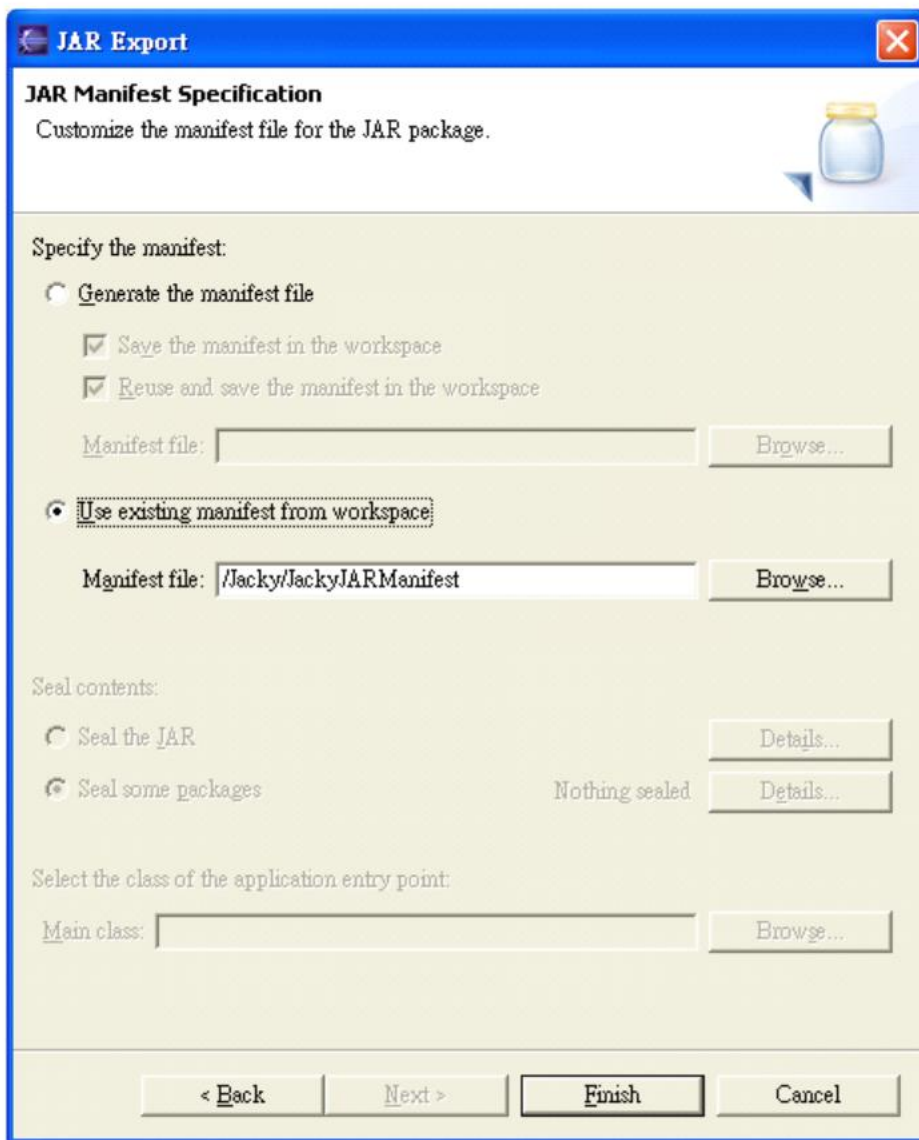 JAR Export
JAR Manifest Specification
Customize the manifest file for the JAR package.
Specify the manifest:
Generate the manifest file
Save the manifest in the workspace
Reuse and save the manifest in the workspace
Manifest file: Browse...
Use existing manifest from workspace
Manifest file: /Jacky/JackyJARManifest Browse...
Seal contents:
Seal the JAR Details...
Seal some packages Nothing sealed Details...
Select the class of the application entry point:
Main class: Browse...
< Back Next > Finish Cancel